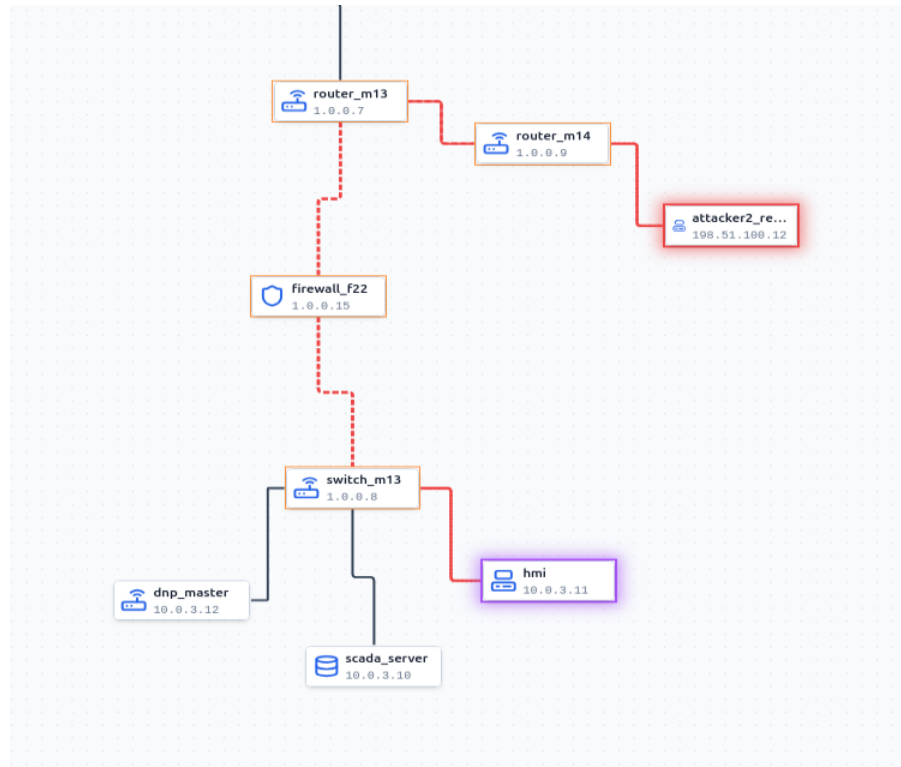 router_m13
1.0.0.7
router_m14
1.0.0.9
attacker2_re...
198.51.100.12
firewall_f22
1.0.0.15
switch_m13
1.0.0.8
hmi
10.0.3.11
dnp_master
10.0.3.12
scada_server
10.0.3.10